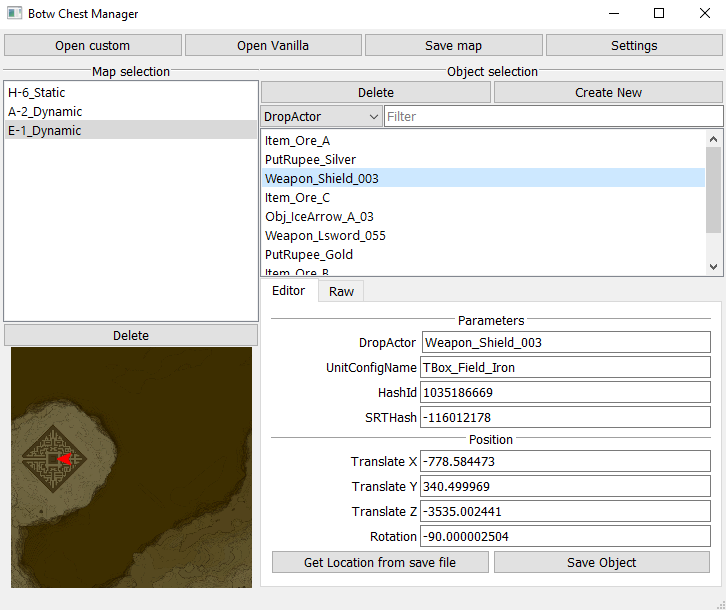 Botw Chest Manager
Open custom
Open Vanilla
Save map
Settings
Map selection
H-6_Static
A-2_Dynamic
E-1_Dynamic
Delete
Object selection
Delete
Create New
DropActor
Filter
Item_Ore_A
PutRupee_Silver
Weapon_Shield_003
Item_Ore_C
Obj_IceArrow_A_03
Weapon_Lsword_055
PutRupee_Gold
Item_Ore_B
Editor
Raw
Parameters
DropActor Weapon_Shield_003
UnitConfigName TBox_Field_Iron
HashId 1035186669
SRTHash -116012178
Position
Translate X -778.584473
Translate Y 340.499969
Translate Z -3535.002441
Rotation -90.000002504
Get Location from save file
Save Object